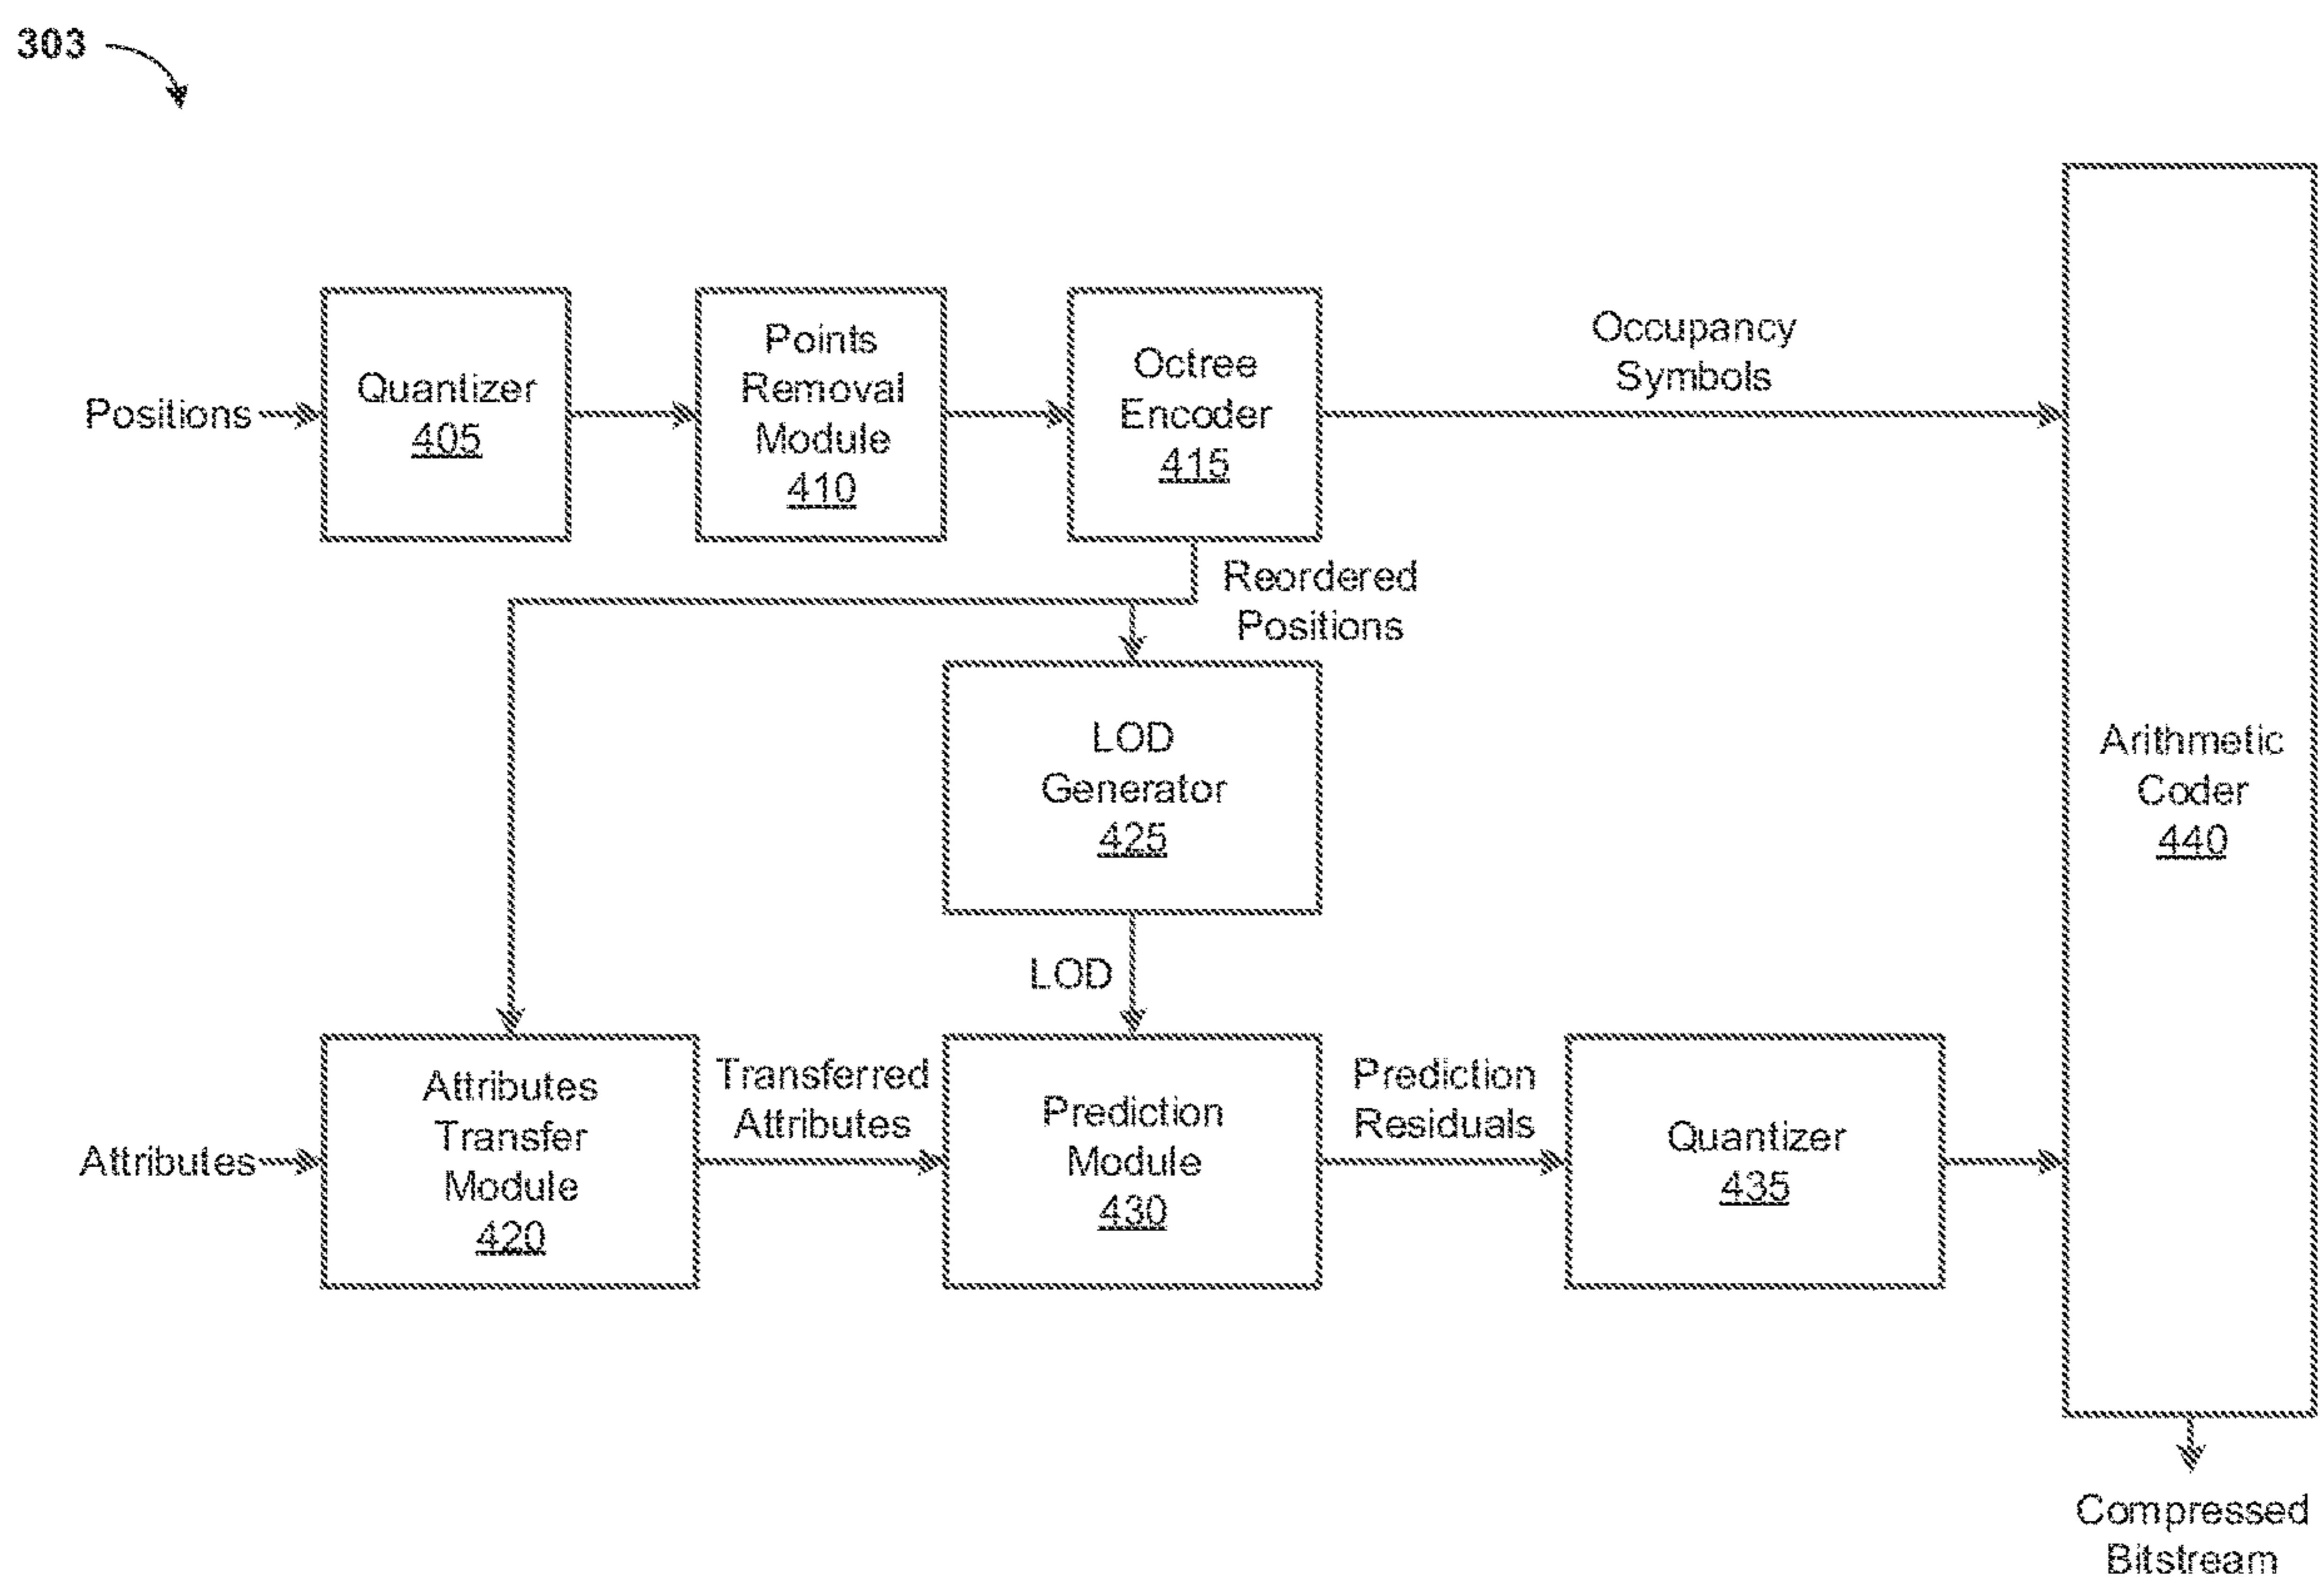 303
Positions
Quantizer
405
Points
Removal
Module
410
Octree
Encoder
415
Occupancy
Symbols
Reordered
Positions
LOD
Generator
425
LOD
Arithmetic
Coder
440
Attributes
Attributes
Transfer
Module
420
Transferred
Attributes
Prediction
Module
430
Prediction
Residuals
Quantizer
435
Compressed
Bitstream